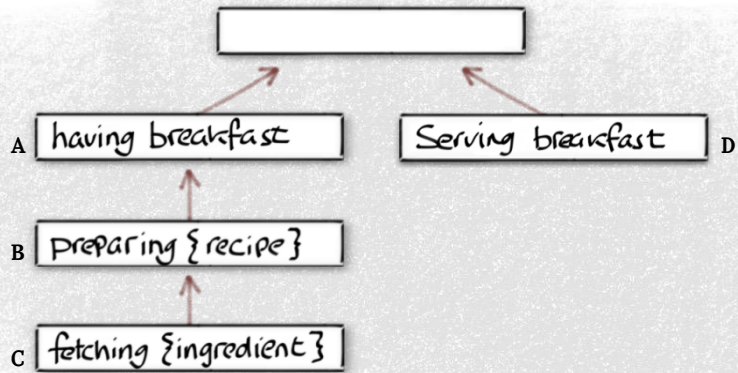 A having breakfast
Serving breakfast D
B preparing {recipe}
C fetching {ingredient}